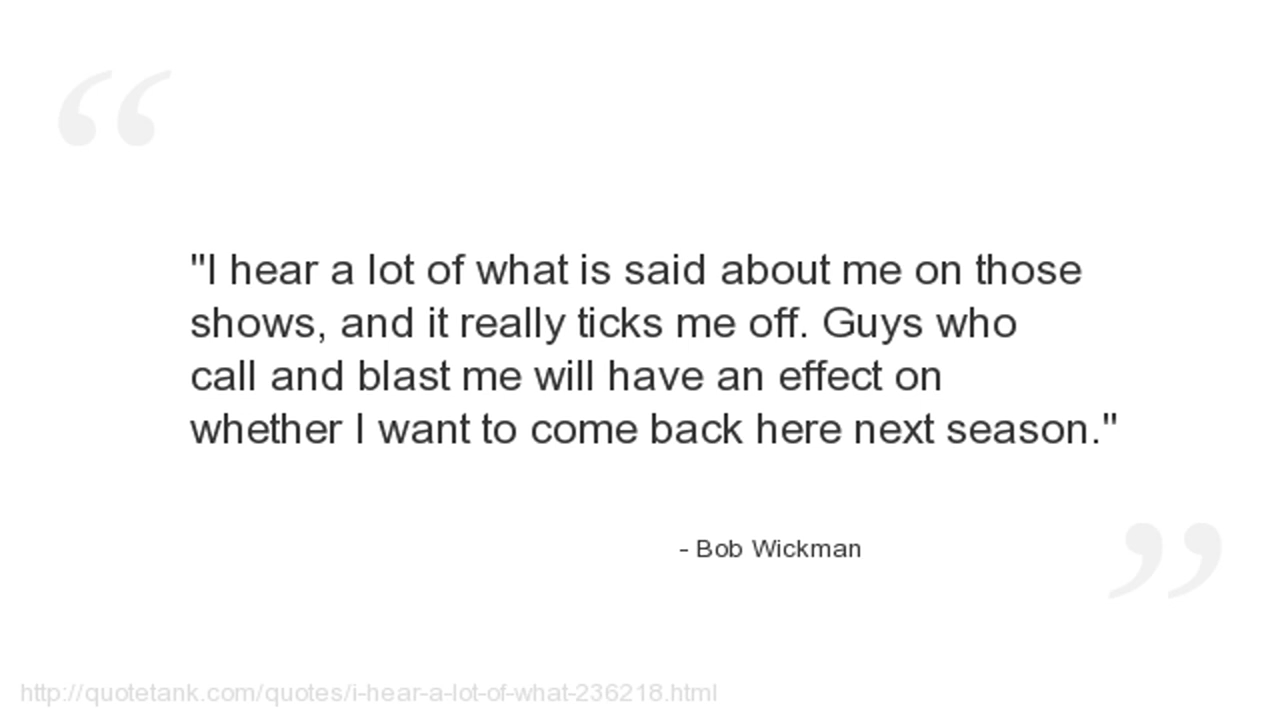 "I hear a lot of what is said about me on those
shows, and it really ticks me off. Guys who
call and blast me will have an effect on
whether I want to come back here next season."
- Bob Wickman
http://quotetank.com/quotes/i-hear-a-lot-of-what-236218.html